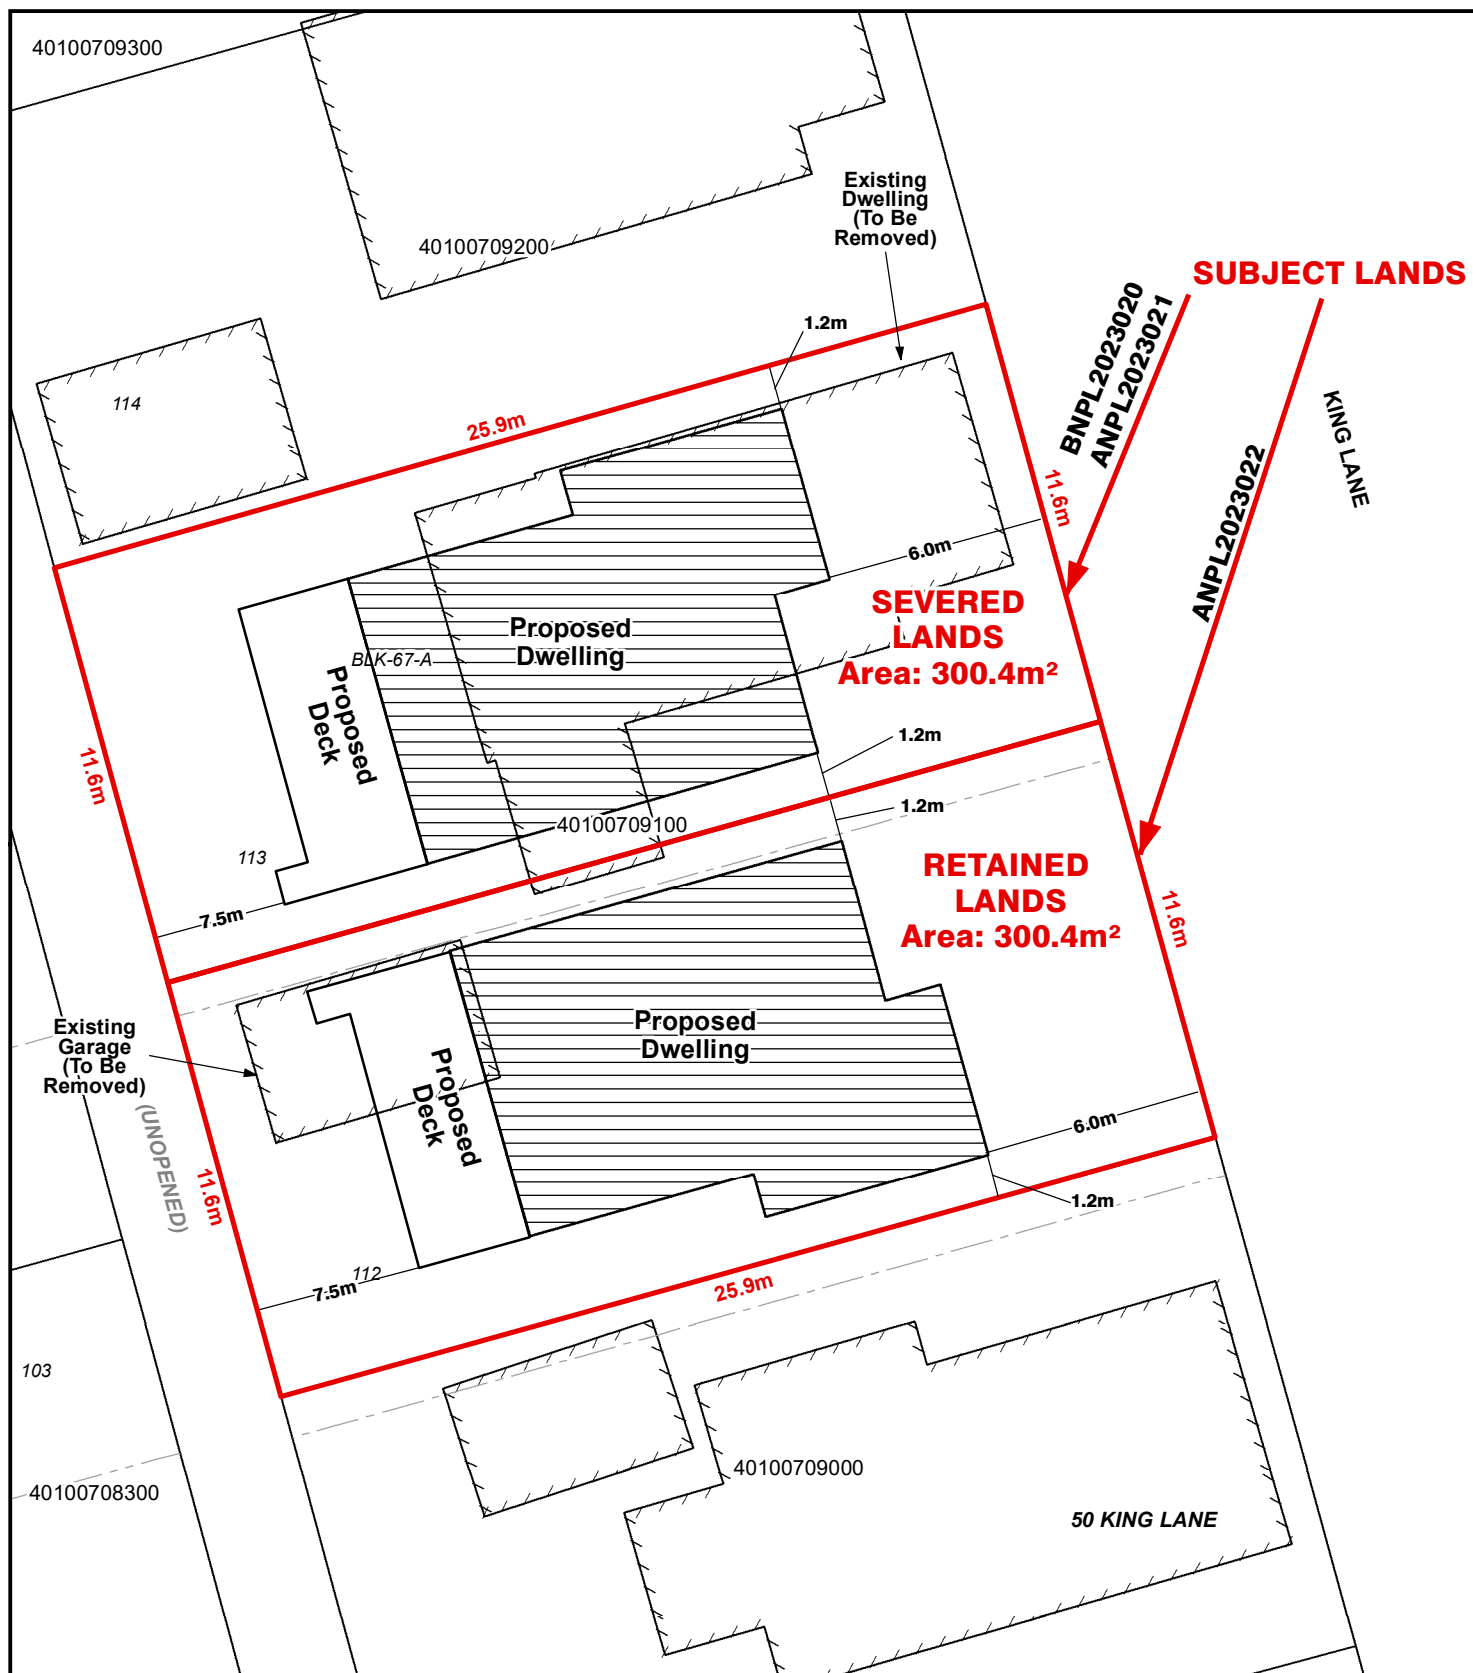 40100709300
Existing
Dwelling
(To Be
Removed)
40100709200
SUBJECT LANDS
1.2m
BNPL2023020
ANPL2023021
114
25.9m
KING LANE
ANPL2023022
11.6m
6.0m
SEVERED
LANDS
Area: 300.4m²
Proposed
Dwelling
BLK-67-A
Proposed
Deck
1.2m
11.6m
1.2m
40100709100
113
RETAINED
LANDS
Area: 300.4m²
7.5m
11.6m
Existing
Garage
(To Be
Removed)
Proposed
Dwelling
Proposed
Deck
(UNOPENED)
6.0m
11.6m
1.2m
112
7.5m
25.9m
103
40100709000
40100708300
50 KING LANE